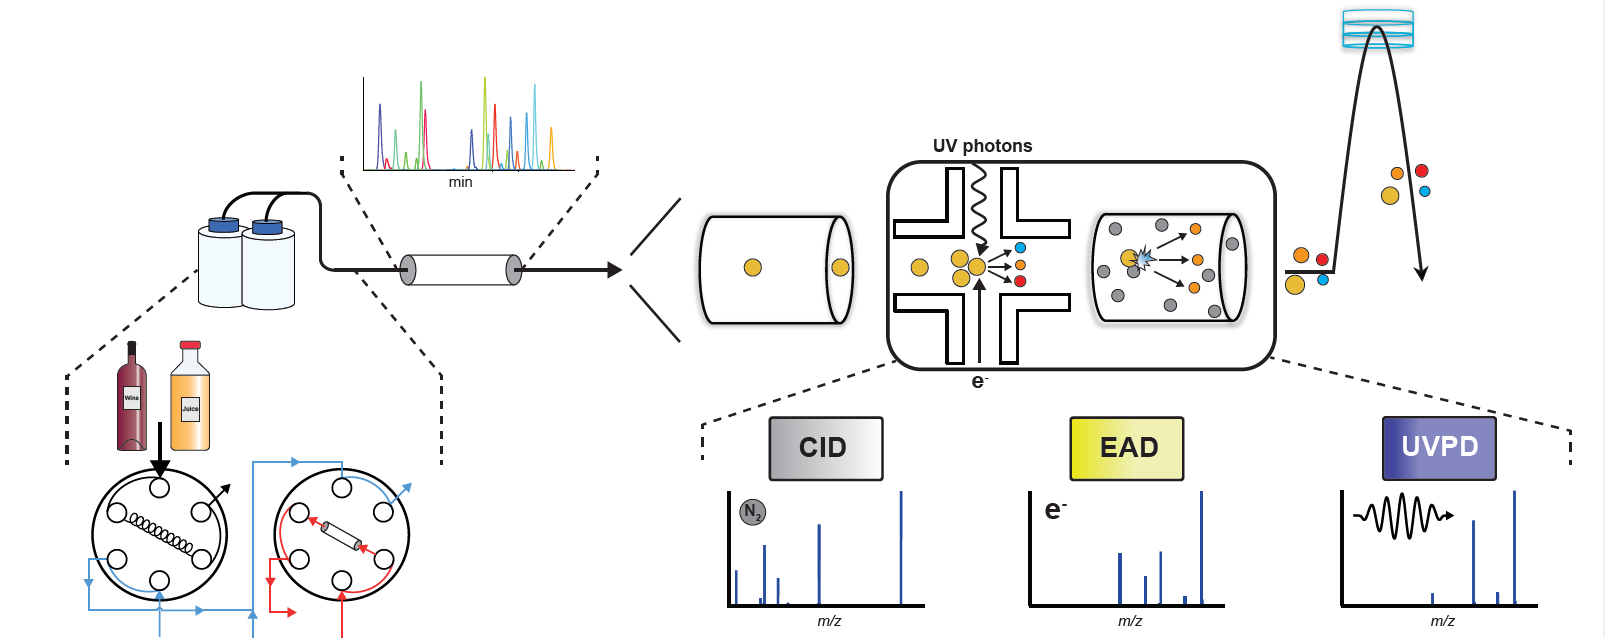 min
UV photons
e-
Wine
Juice
CID
EAD
UVPD
N2
e-
m/z
m/z
m/z